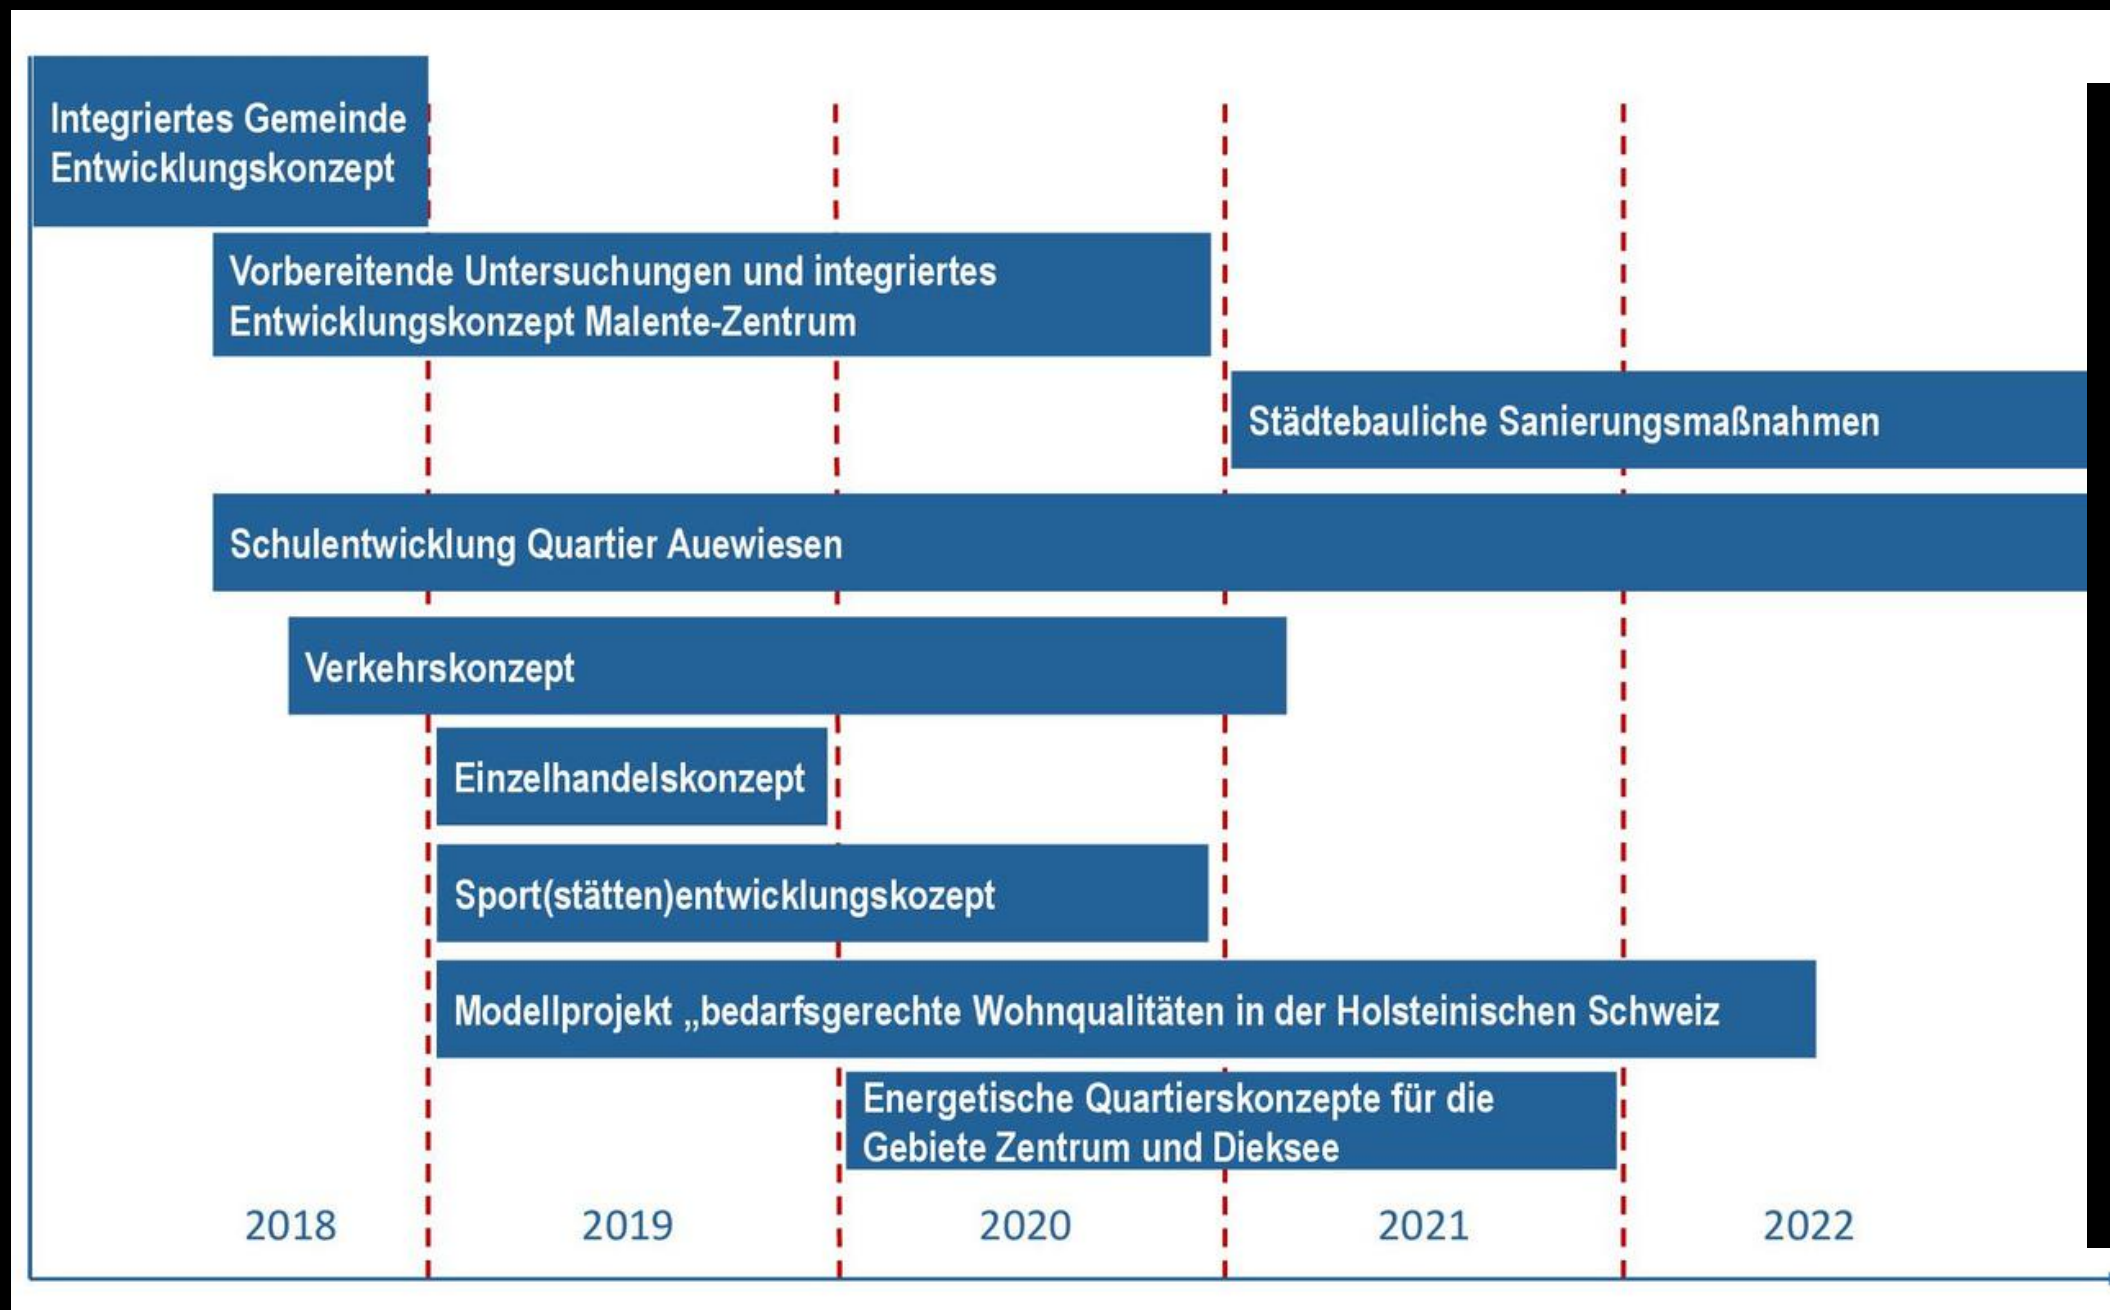 Integriertes Gemeinde
Entwicklungskonzept
Vorbereitende Untersuchungen und integriertes
Entwicklungskonzept Malente-Zentrum
Städtebauliche Sanierungsmaßnahmen
Schulentwicklung Quartier Auewiesen
Verkehrskonzept
Einzelhandelskonzept
Sport(stätten)entwicklungskozept
Modellprojekt „bedarfsgerechte Wohnqualitäten in der Holsteinischen Schweiz
Energetische Quartierskonzepte für die
Gebiete Zentrum und Dieksee
2018 2019 2020 2021 2022